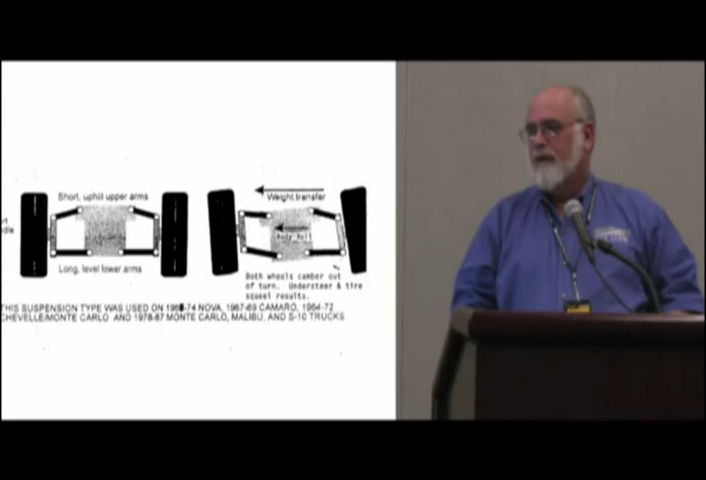 Short, uphill upper arms
Long, level lower arms
Weight transfer
Body Roll
Both wheels camber out
of turn. Understeer & tire
squeel results.
THIS SUSPENSION TYPE WAS USED ON 1968-74 NOVA, 1967-69 CAMARO, 1964-72
CHEVELLE/MONTE CARLO AND 1978-87 MONTE CARLO, MALIBU, AND S-10 TRUCKS